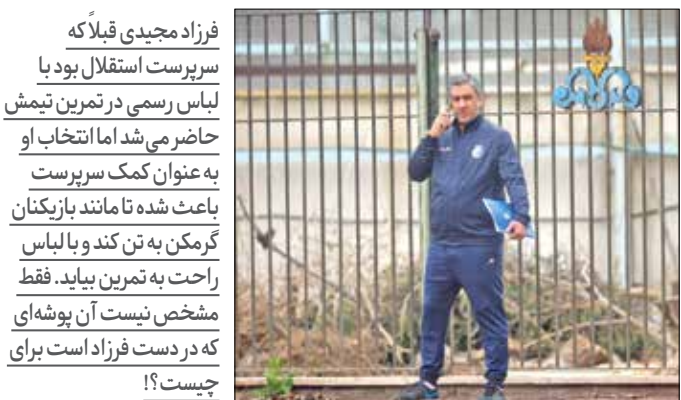 فرزاد مجیدی قبلاً که
سرپرست استقلال بود با
لباس رسمی در تمرین تیمش
حاضر می‌شد اما انتخاب او
به عنوان کمک سرپرست
باعث شده تا مانند بازیکنان
گرمکن به تن کند و با لباس
راحت به تمرین بیاید. فقط
مشخص نیست آن پوشه‌ای
که در دست فرزاد است برای
چیست؟!